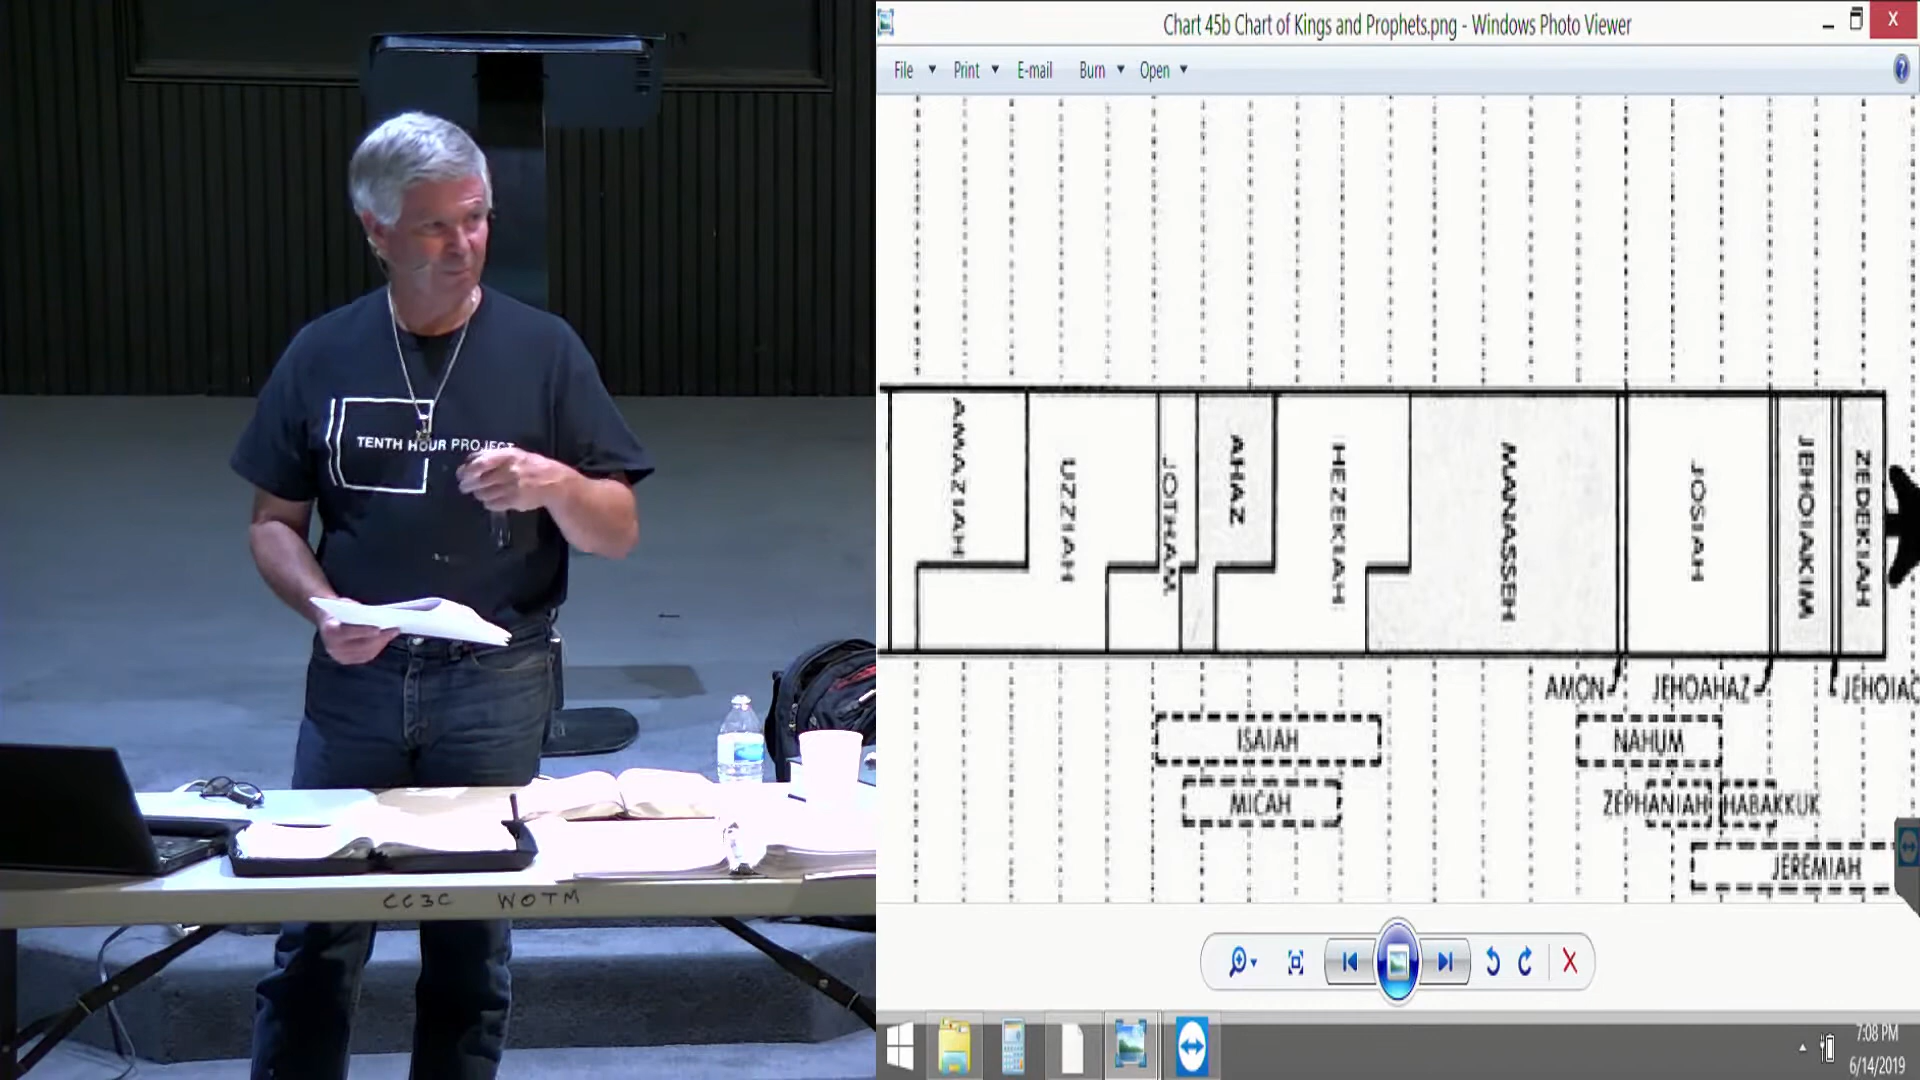 TENTH HOUR PROJECT
CC3C WOTM
Chart 45b Chart of Kings and Prophets.png - Windows Photo Viewer
File Print E-mail Burn Open
AMAZIAH
UZZIAH
JOTHAM
AHAZ
HEZEKIAH
MANASSEH
JOSIAH
JEHOIAKIM
ZEDEKIAH
AMON JEHOAHAZ JEHOIAC
ISAIAH NAHUM
MICAH ZEPHANIAH HABAKKUK
JEREMIAH
7:08 PM
6/14/2019